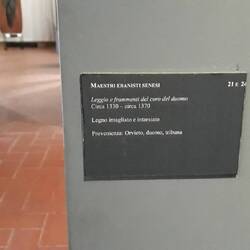 MAESTRI EBANISTI SENESI 21 E 24
Leggio e frammenti del coro del duomo
Circa 1330 – circa 1370
Legno intagliato e intarsiato
Provenienza: Orvieto, duomo, tribuna